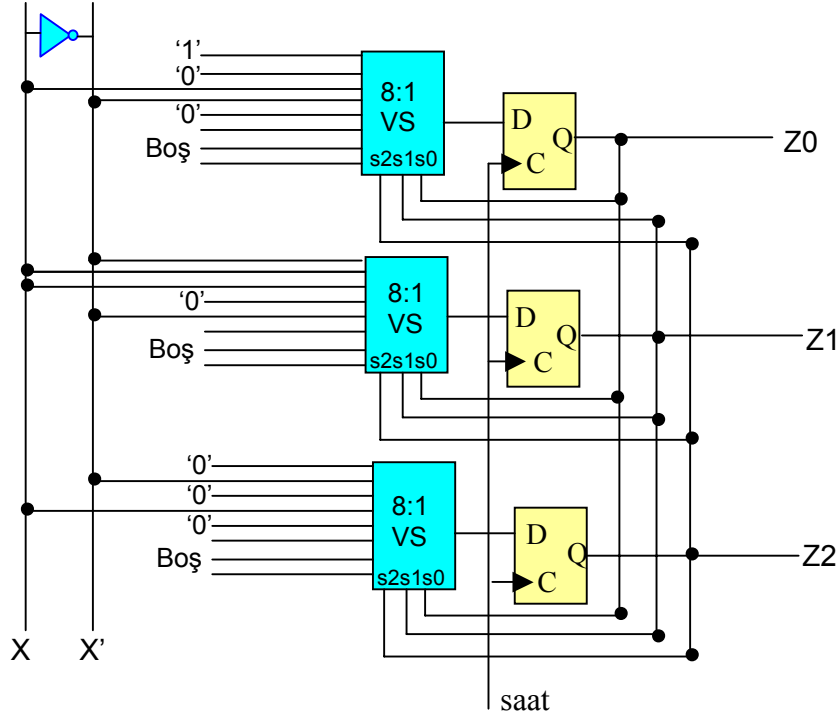 ‘1’
‘0’
‘0’
Boş
8:1
VS
s2s1s0
D
Q
C
Z0
‘0’
Boş
8:1
VS
s2s1s0
D
Q
C
Z1
‘0’
‘0’
‘0’
Boş
8:1
VS
s2s1s0
D
Q
C
Z2
X
X’
saat